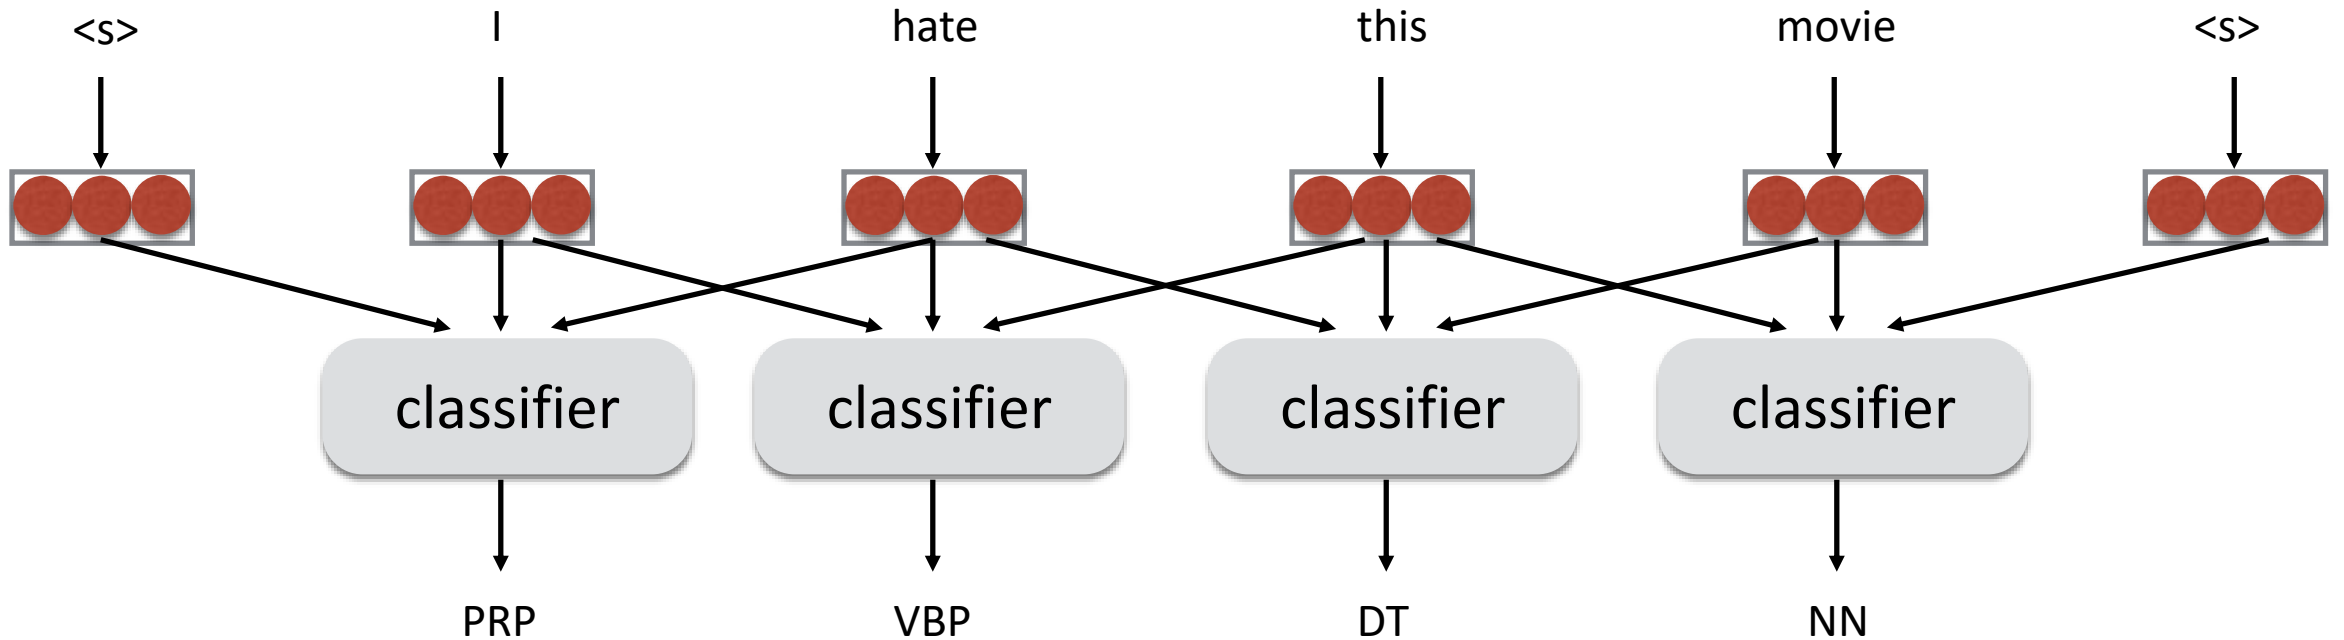 <s> I hate this movie <s>
classifier classifier classifier classifier
PRP VBP DT NN